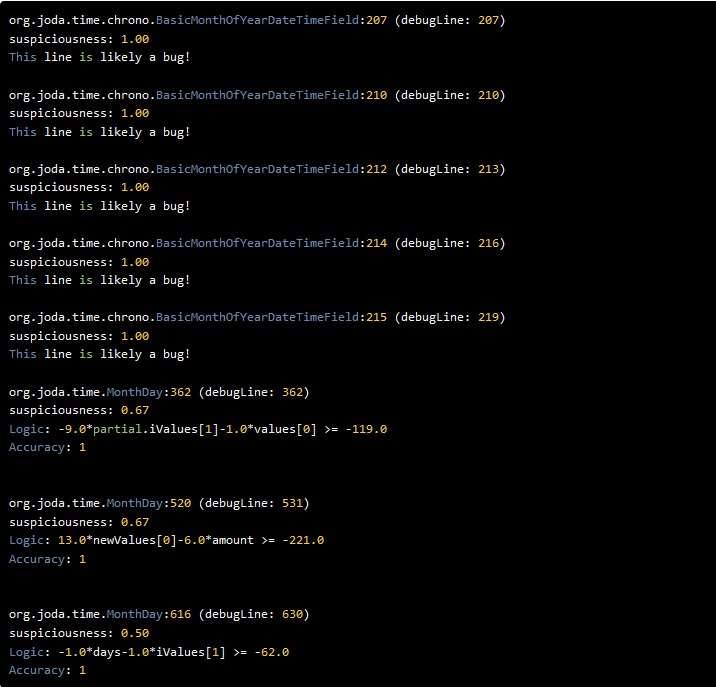 org.joda.time.chrono.BasicMonthOfYearDateTimeField:207 (debugLine: 207)
suspiciousness: 1.00
This line is likely a bug!
org.joda.time.chrono.BasicMonthOfYearDateTimeField:210 (debugLine: 210)
suspiciousness: 1.00
This line is likely a bug!
org.joda.time.chrono.BasicMonthOfYearDateTimeField:212 (debugLine: 213)
suspiciousness: 1.00
This line is likely a bug!
org.joda.time.chrono.BasicMonthOfYearDateTimeField:214 (debugLine: 216)
suspiciousness: 1.00
This line is likely a bug!
org.joda.time.chrono.BasicMonthOfYearDateTimeField:215 (debugLine: 219)
suspiciousness: 1.00
This line is likely a bug!
org.joda.time.MonthDay:362 (debugLine: 362)
suspiciousness: 0.67
Logic: -9.0*partial.iValues[1]-1.0*values[0] >= -119.0
Accuracy: 1
org.joda.time.MonthDay:520 (debugLine: 531)
suspiciousness: 0.67
Logic: 13.0*newValues[0]-6.0*amount >= -221.0
Accuracy: 1
org.joda.time.MonthDay:616 (debugLine: 630)
suspiciousness: 0.50
Logic: -1.0*days-1.0*iValues[1] >= -62.0
Accuracy: 1